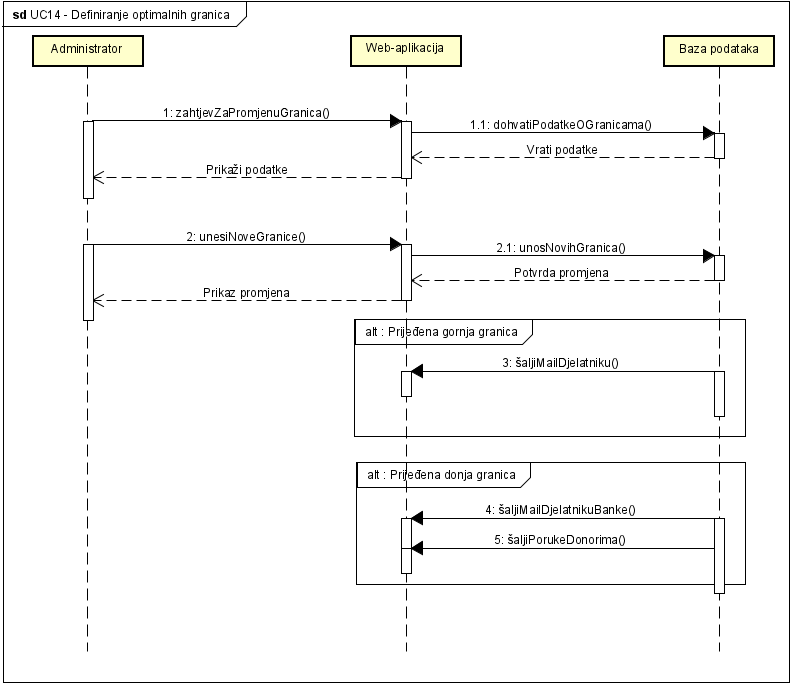 sd UC14 - Definiranje optimalnih granica
Administrator
Web-aplikacija
Baza podataka
1: zahtjevZaPromjenuGranica()
1.1: dohvatiPodatkeOGranicama()
Vrati podatke
Prikaži podatke
2: unesiNoveGranice()
2.1: unosNovihGranica()
Potvrda promjena
Prikaz promjena
alt : Prijeđena gornja granica
3: šaljiMailDjelatniku()
alt : Prijeđena donja granica
4: šaljiMailDjelatnikuBanke()
5: šaljiPorukeDonorima()